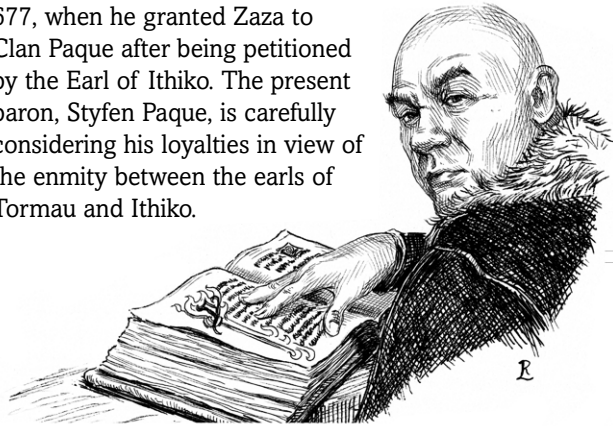 677, when he granted Zaza to
Clan Paque after being petitioned
by the Earl of Ithiko. The present
baron, Styfen Paque, is carefully
considering his loyalties in view of
the enmity between the earls of
Tormau and Ithiko.